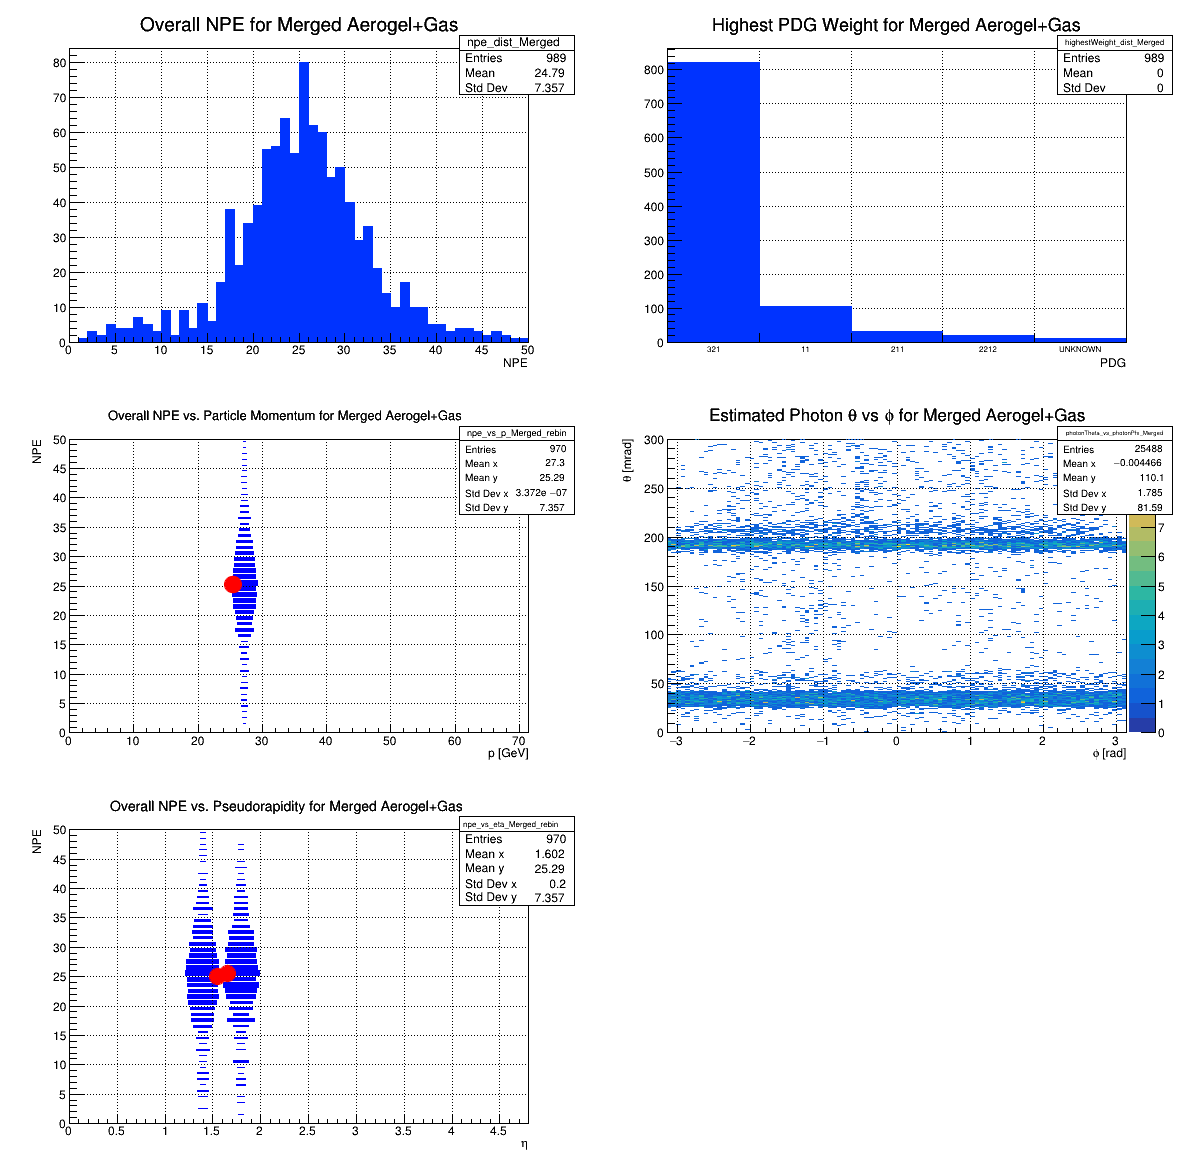 Overall NPE for Merged Aerogel+Gas
npe_dist_Merged
Entries 989
Mean 24.79
Std Dev 7.357
80
70
60
50
40
30
20
10
0
0 5 10 15 20 25 30 35 40 45 50
NPE
Highest PDG Weight for Merged Aerogel+Gas
highestWeight_dist_Merged
Entries 989
Mean 0
Std Dev 0
800
700
600
500
400
300
200
100
0
321 11 211 2212 UNKNOWN
PDG
Overall NPE vs. Particle Momentum for Merged Aerogel+Gas
npe_vs_p_Merged_rebin
Entries 970
Mean x 27.3
Mean y 25.29
Std Dev x 3.372e −07
Std Dev y 7.357
NPE
50
45
40
35
30
25
20
15
10
5
0
0 10 20 30 40 50 60 70
p [GeV]
Estimated Photon θ vs ϕ for Merged Aerogel+Gas
photonTheta_vs_photonPhi_Merged
Entries 25488
Mean x −0.004466
Mean y 110.1
Std Dev x 1.785
Std Dev y 81.59
θ [mrad]
300
250
200
150
100
50
0
−3 −2 −1 0 1 2 3
ϕ [rad]
7
6
5
4
3
2
1
0
Overall NPE vs. Pseudorapidity for Merged Aerogel+Gas
npe_vs_eta_Merged_rebin
Entries 970
Mean x 1.602
Mean y 25.29
Std Dev x 0.2
Std Dev y 7.357
NPE
50
45
40
35
30
25
20
15
10
5
0
0 0.5 1 1.5 2 2.5 3 3.5 4 4.5
η